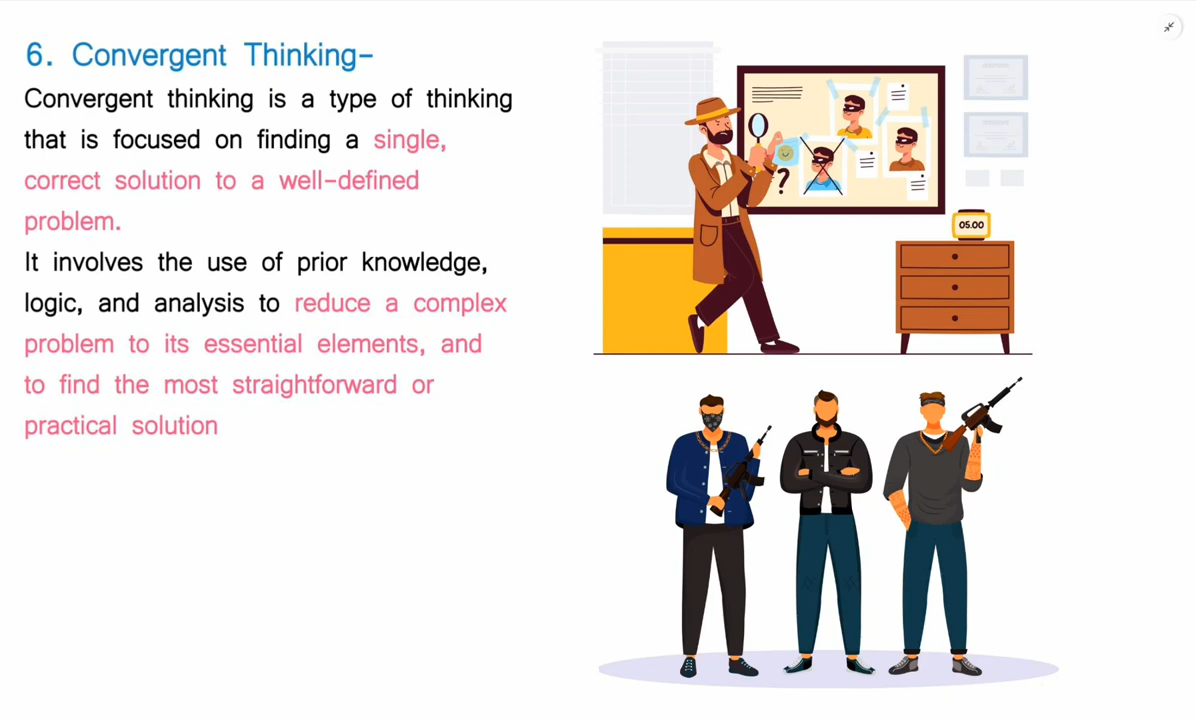 6. Convergent Thinking-
Convergent thinking is a type of thinking
that is focused on finding a single,
correct solution to a well-defined
problem.
It involves the use of prior knowledge,
logic, and analysis to reduce a complex
problem to its essential elements, and
to find the most straightforward or
practical solution
?
05.00